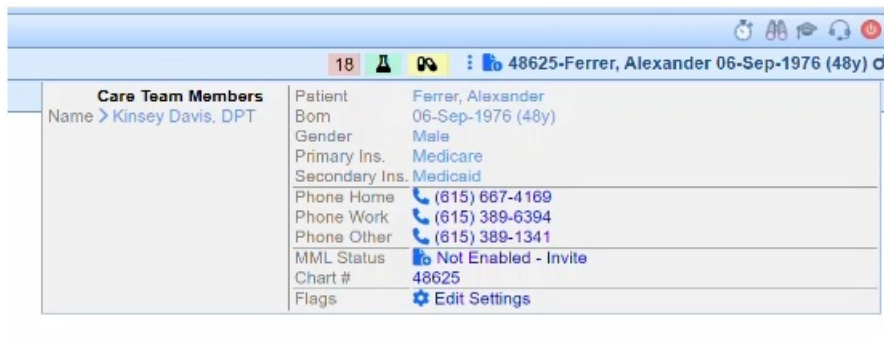 18 48625-Ferrer, Alexander 06-Sep-1976 (48y)
Care Team Members
Name Kinsey Davis, DPT
Patient Ferrer, Alexander
Born 06-Sep-1976 (48y)
Gender Male
Primary Ins. Medicare
Secondary Ins. Medicaid
Phone Home (615) 667-4169
Phone Work (615) 389-6394
Phone Other (615) 389-1341
MML Status Not Enabled - Invite
Chart # 48625
Flags Edit Settings